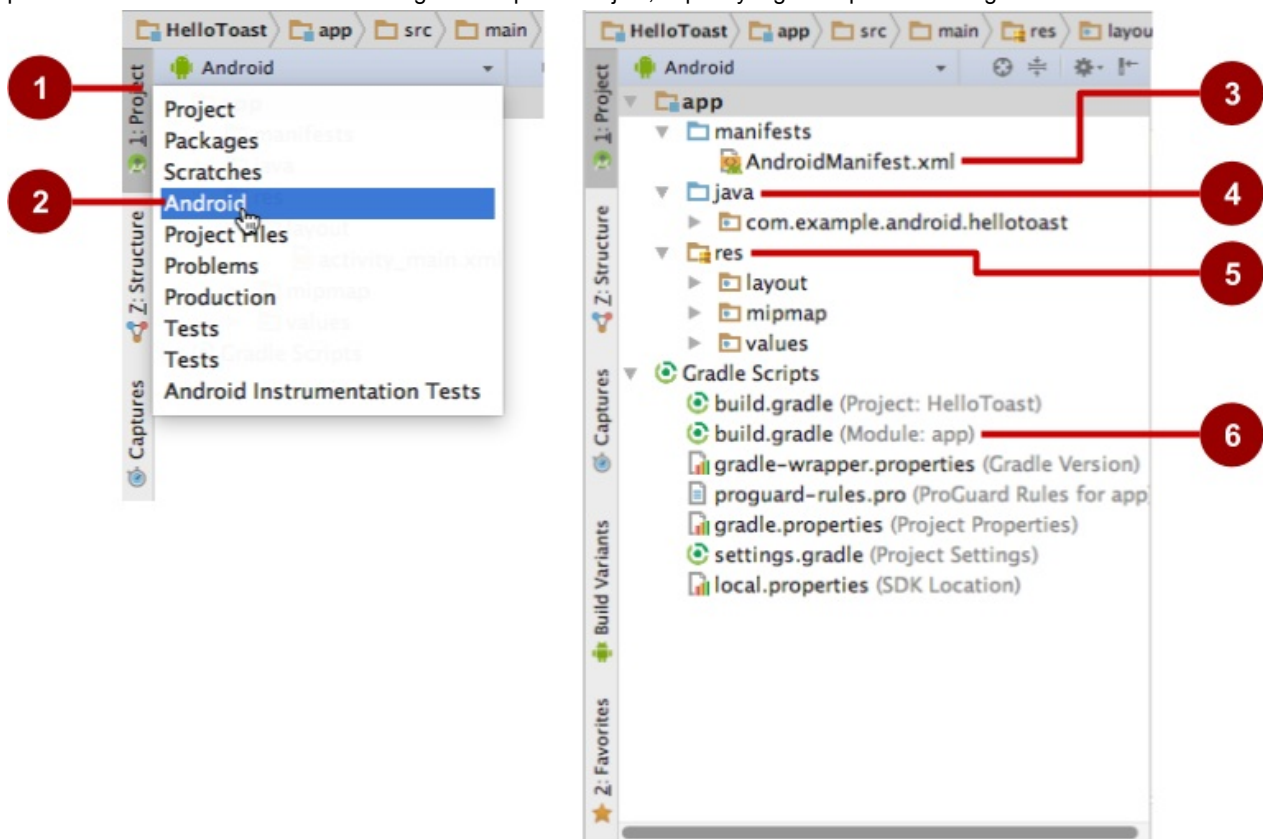 HelloToast app src main
Android
1
1: Project
Project
Packages
Scratches
2
Android
Project Files
Problems
Production
Tests
Tests
Android Instrumentation Tests
Z: Structure
Captures
HelloToast app src main res layou
Android
1: Project
app
3
manifests
AndroidManifest.xml
java
4
com.example.android.hellotoast
res
5
layout
mipmap
values
Z: Structure
Gradle Scripts
build.gradle (Project: HelloToast)
build.gradle (Module: app)
6
gradle-wrapper.properties (Gradle Version)
proguard-rules.pro (ProGuard Rules for app
gradle.properties (Project Properties)
settings.gradle (Project Settings)
local.properties (SDK Location)
Captures
Build Variants
2: Favorites